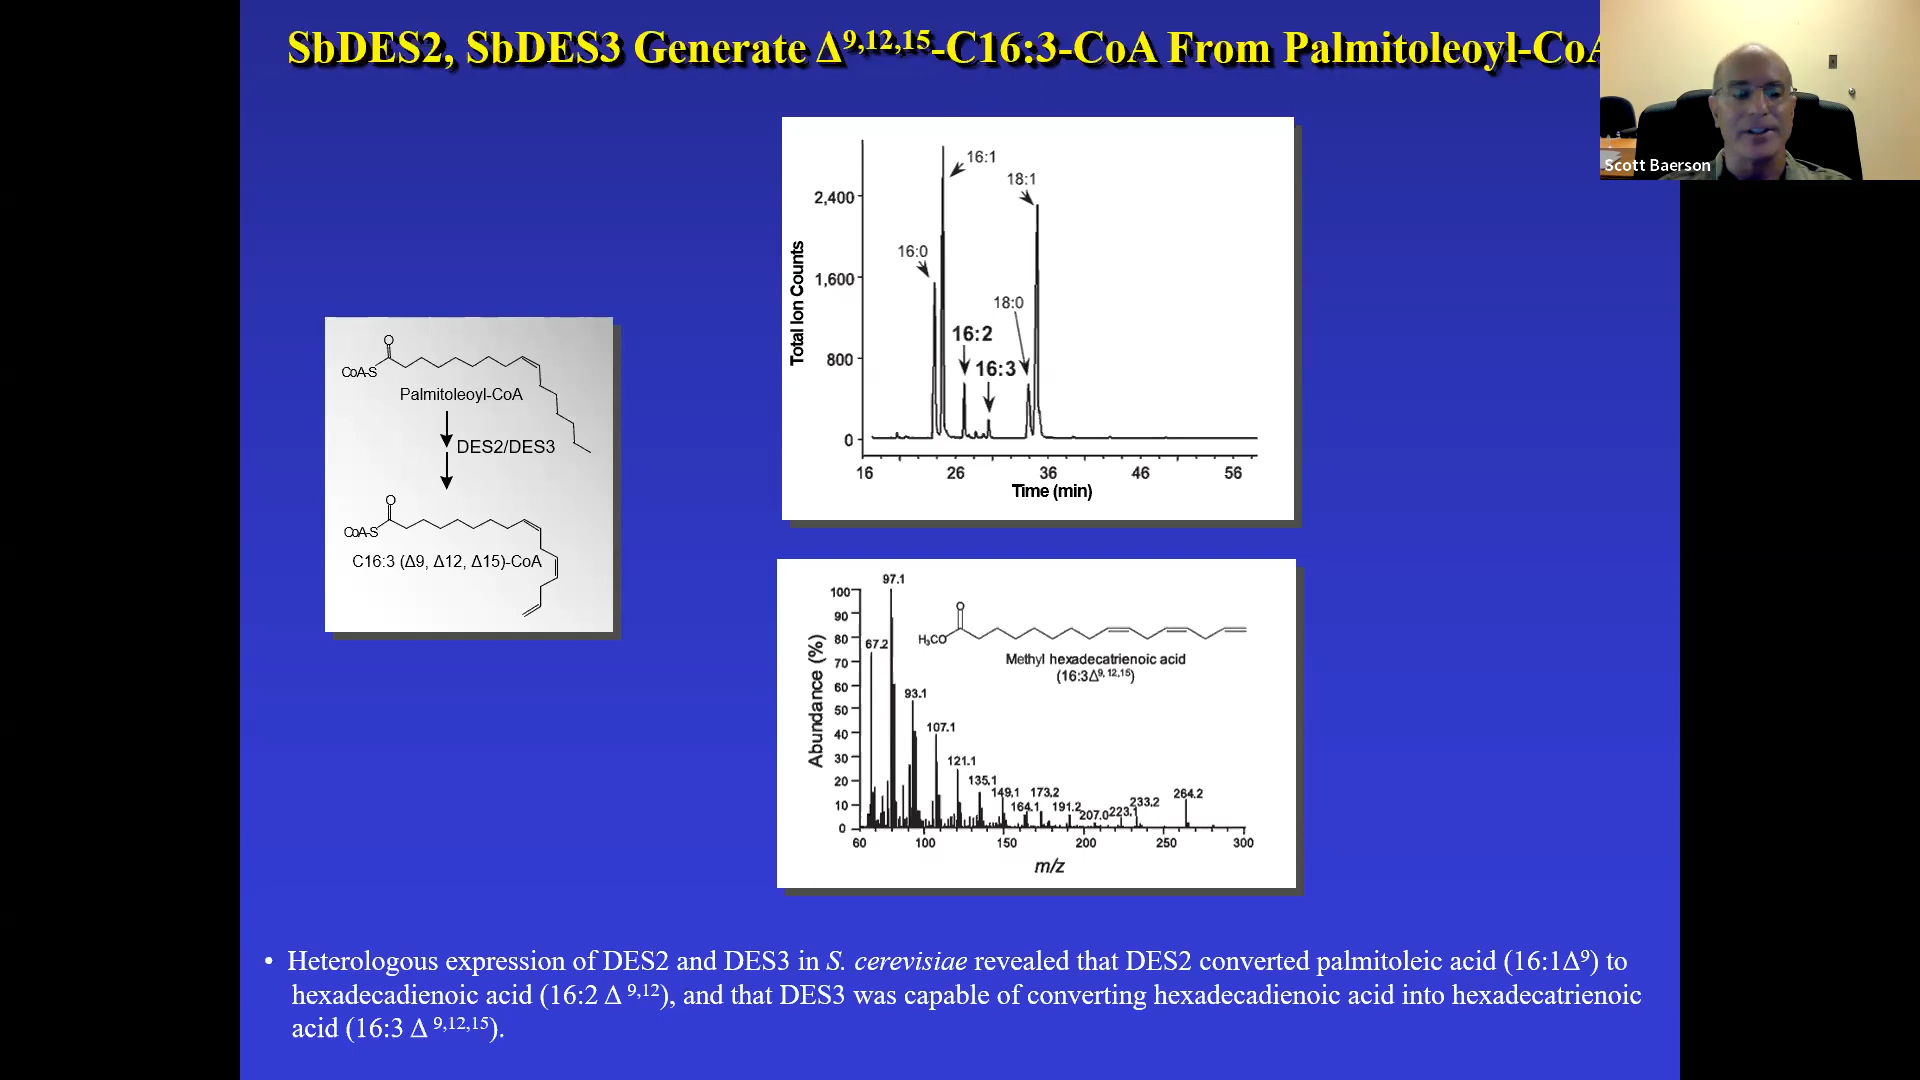 SbDES2, SbDES3 Generate Δ9,12,15-C16:3-CoA From Palmitoleoyl-CoA
Scott Baerson
O
CoA-S
Palmitoleoyl-CoA
DES2/DES3
O
CoA-S
C16:3 (Δ9, Δ12, Δ15)-CoA
Total Ion Counts
2,400
1,600
800
0
16:0
16:1
16:2
16:3
18:0
18:1
16 26 36 46 56
Time (min)
Abundance (%)
100
90
80
70
60
50
40
30
20
10
0
67.2
97.1
93.1
107.1
121.1
135.1
149.1
164.1
173.2
191.2
207.0
223.1
233.2
264.2
O
H₃CO
Methyl hexadecatrienoic acid
(16:3Δ9, 12,15)
60 100 150 200 250 300
m/z
• Heterologous expression of DES2 and DES3 in S. cerevisiae revealed that DES2 converted palmitoleic acid (16:1Δ9) to
hexadecadienoic acid (16:2 Δ 9,12), and that DES3 was capable of converting hexadecadienoic acid into hexadecatrienoic
acid (16:3 Δ 9,12,15).